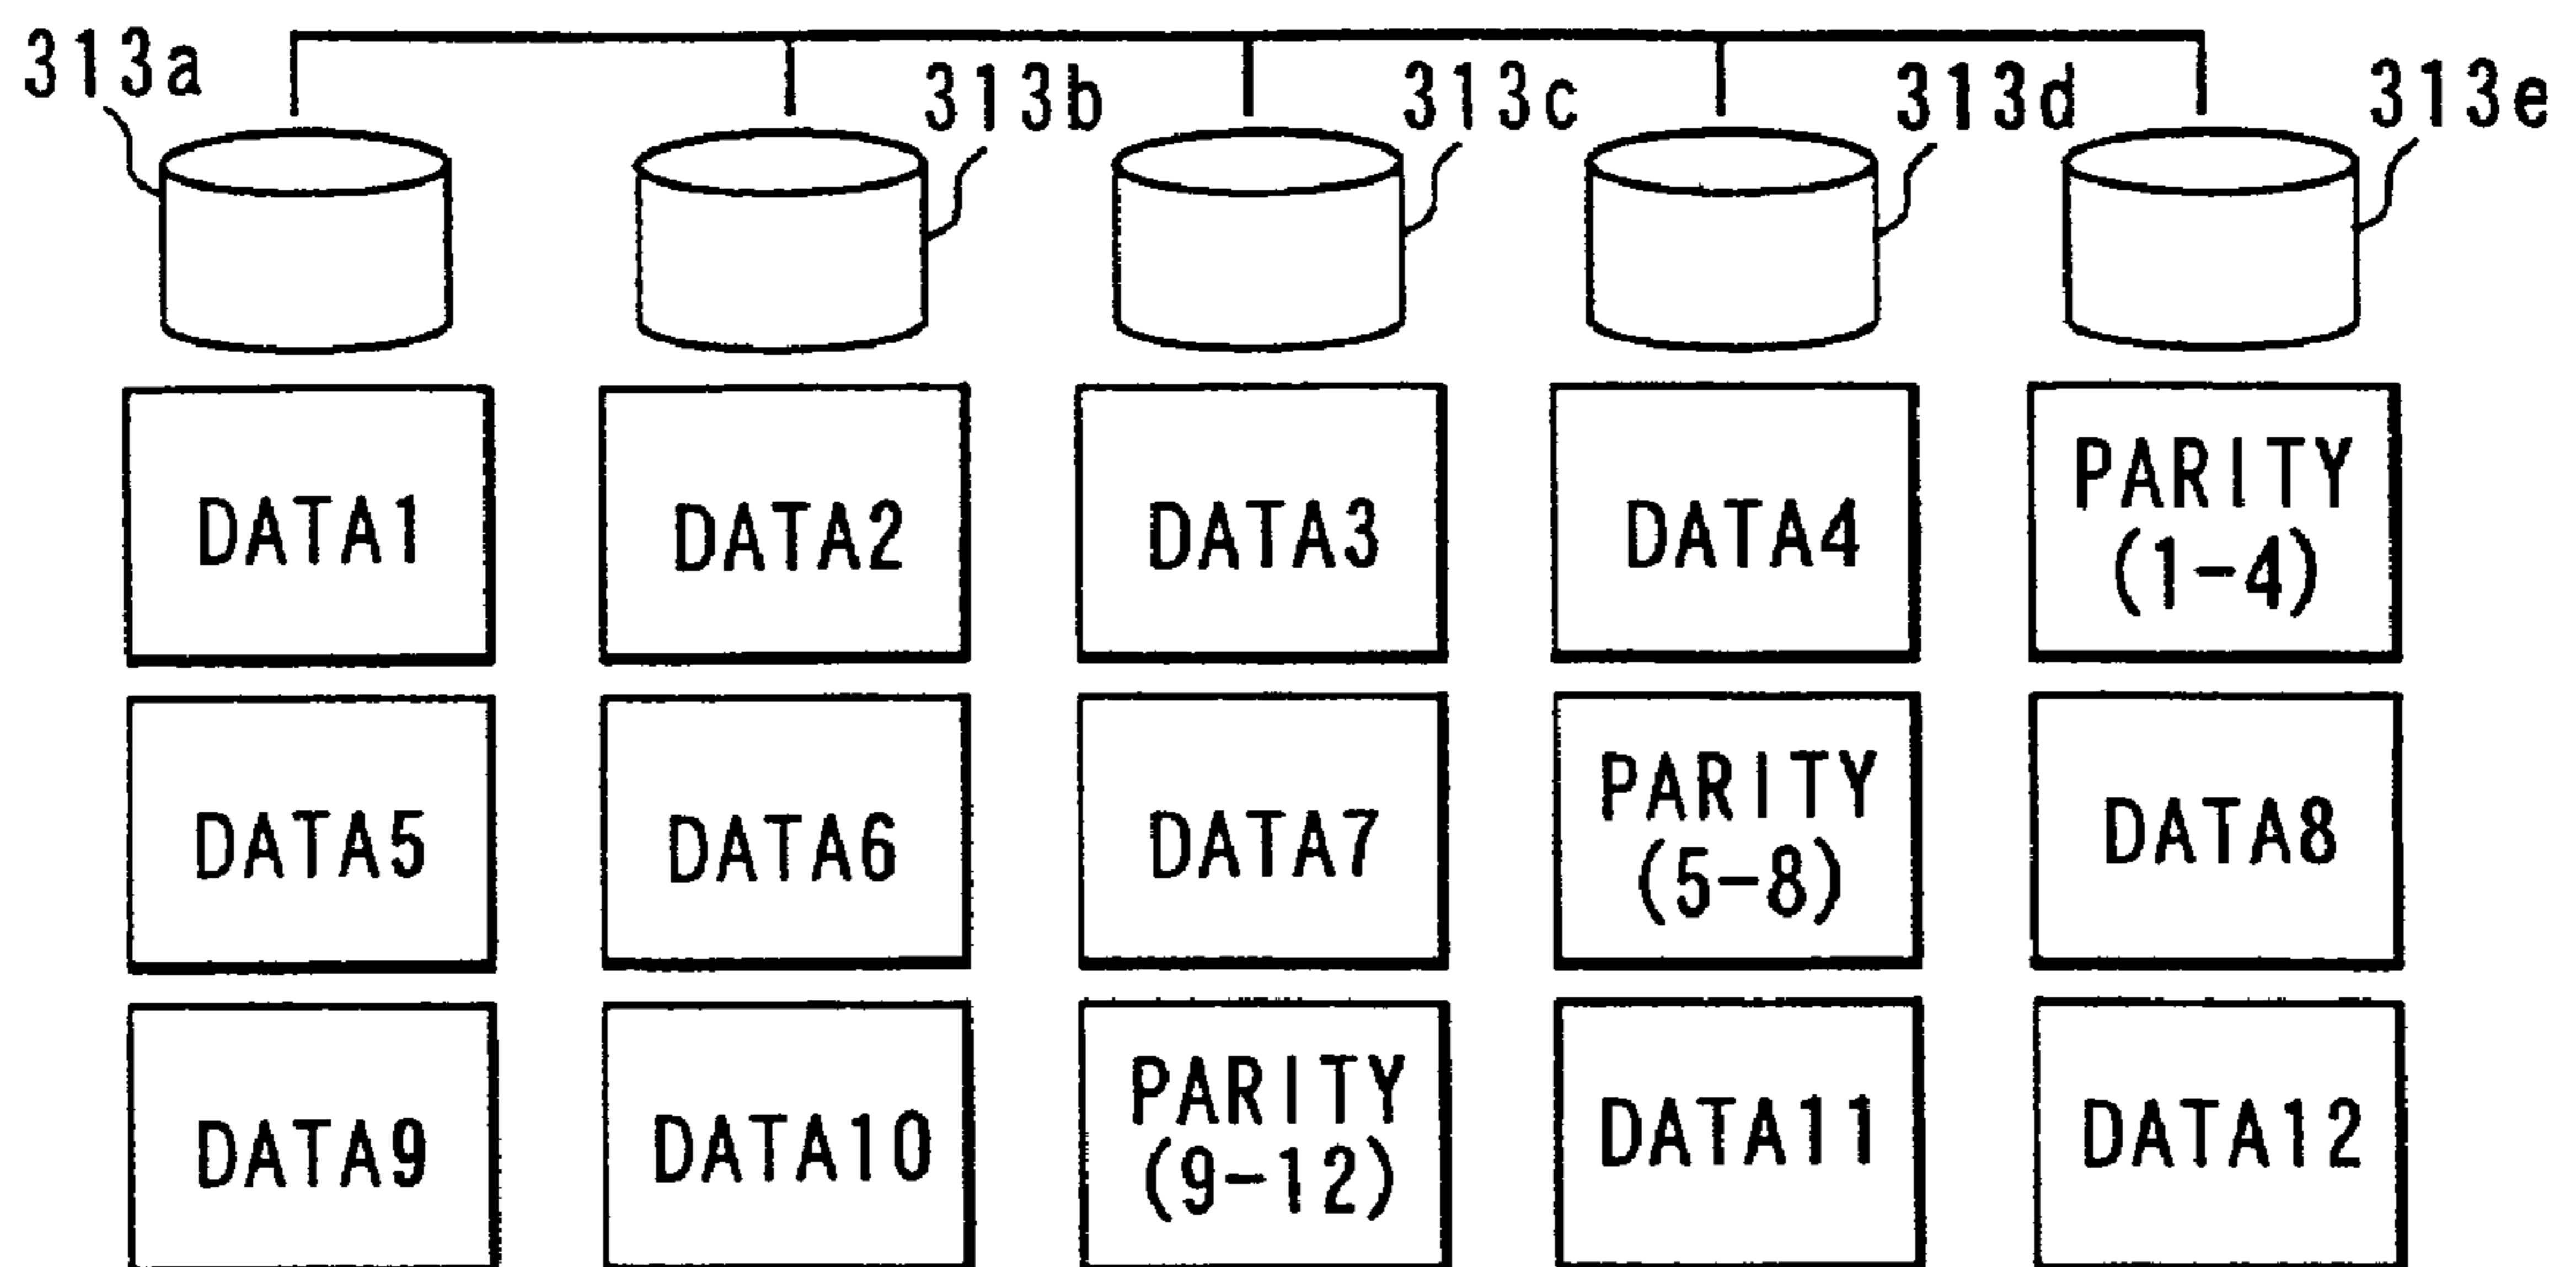 313a
313b
313c
313d
313e
DATA1
DATA2
DATA3
DATA4
PARITY
(1-4)
DATA5
DATA6
DATA7
PARITY
(5-8)
DATA8
DATA9
DATA10
PARITY
(9-12)
DATA11
DATA12